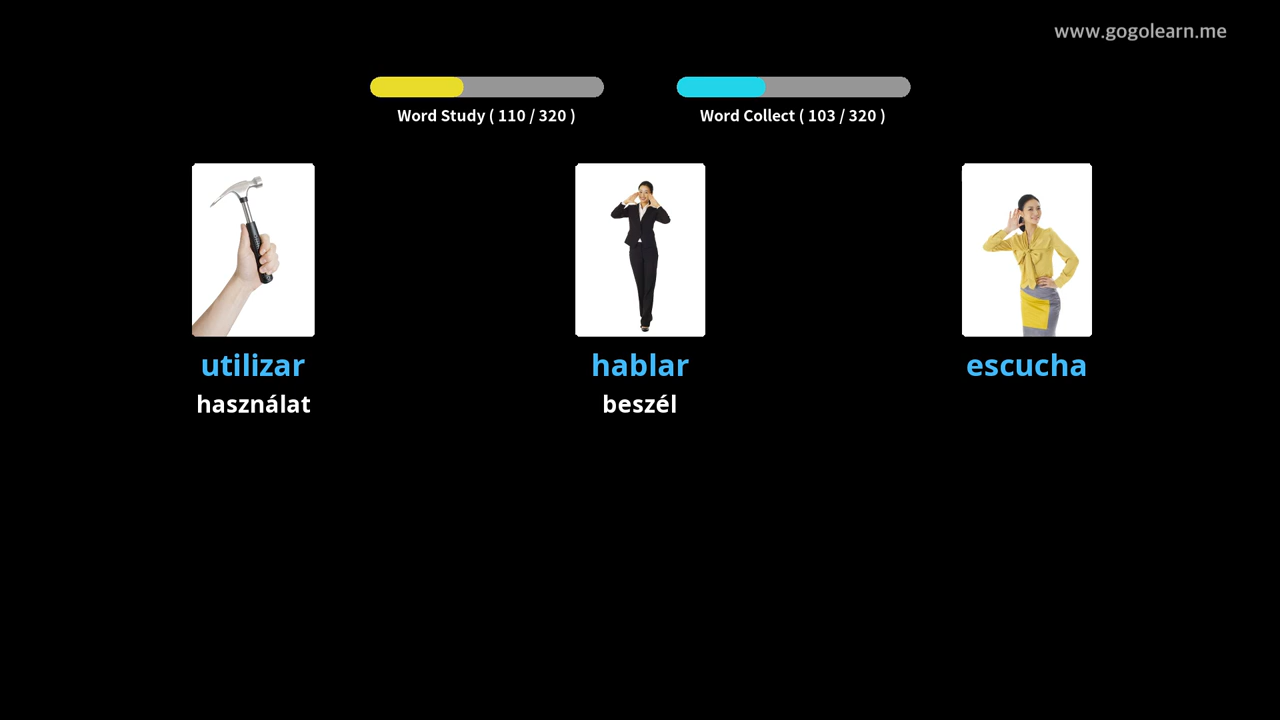 www.gogolearn.me
Word Study ( 110 / 320 )
Word Collect ( 103 / 320 )
utilizar
hablar
escucha
használat
beszél